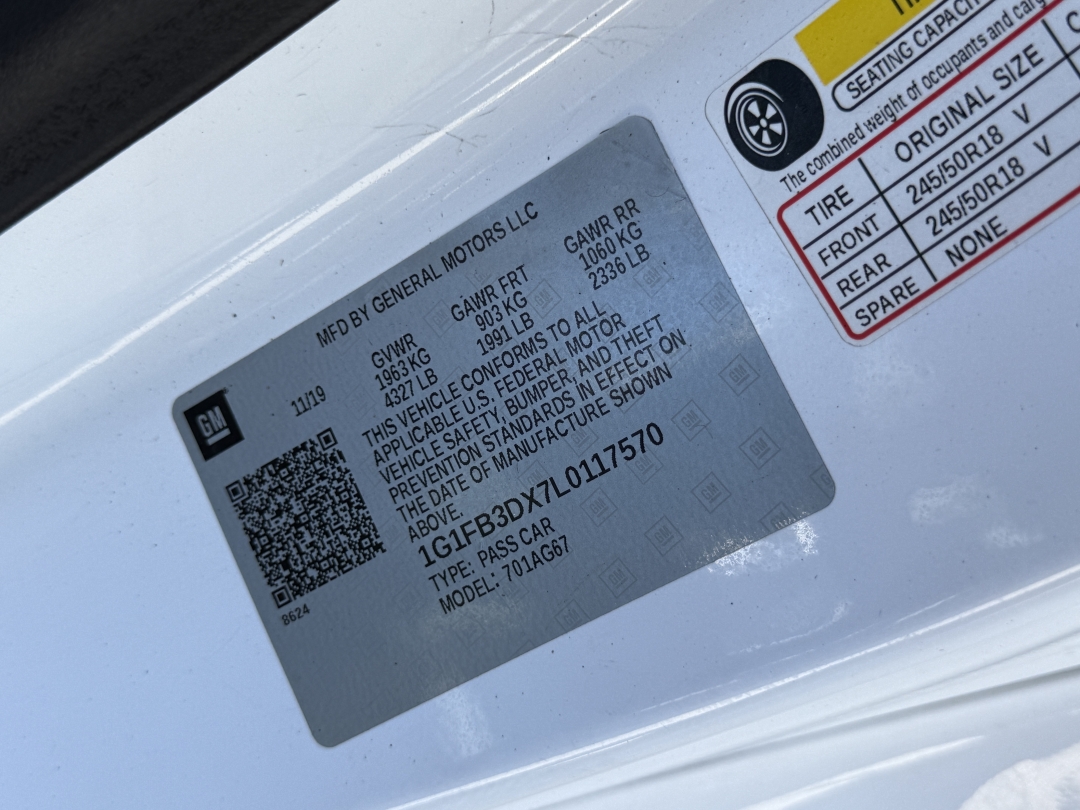 GM
MFD BY GENERAL MOTORS LLC
11/19
GVWR GAWR FRT GAWR RR
1963 KG 903 KG 1060 KG
4327 LB 1991 LB 2336 LB
THIS VEHICLE CONFORMS TO ALL
APPLICABLE U.S. FEDERAL MOTOR
VEHICLE SAFETY, BUMPER, AND THEFT
PREVENTION STANDARDS IN EFFECT ON
THE DATE OF MANUFACTURE SHOWN
ABOVE.
1G1FB3DX7L0117570
TYPE: PASS CAR
MODEL: 701AG67
8624
SEATING CAPACITY
The combined weight of occupants and
TIRE ORIGINAL SIZE
FRONT 245/50R18 V
REAR 245/50R18 V
SPARE NONE